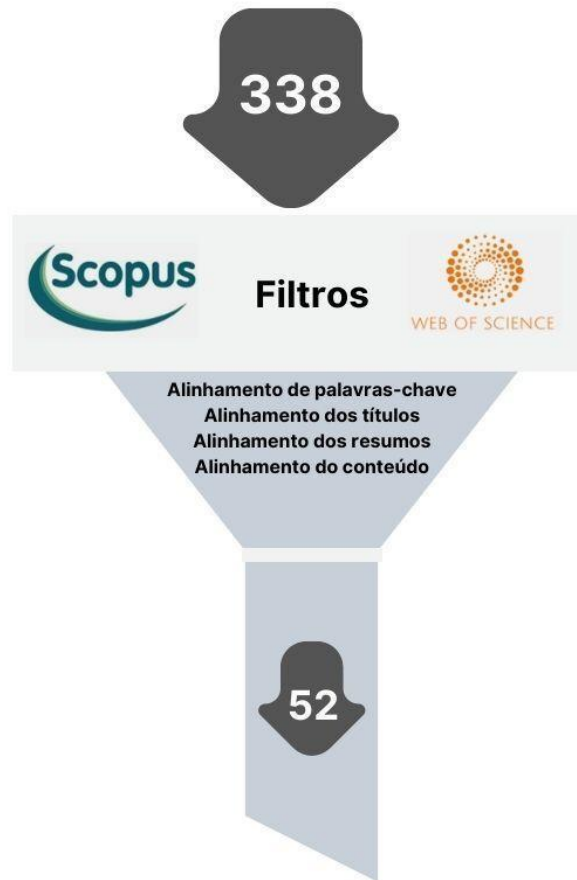 338
Scopus
Filtros
WEB OF SCIENCE
Alinhamento de palavras-chave
Alinhamento dos títulos
Alinhamento dos resumos
Alinhamento do conteúdo
52